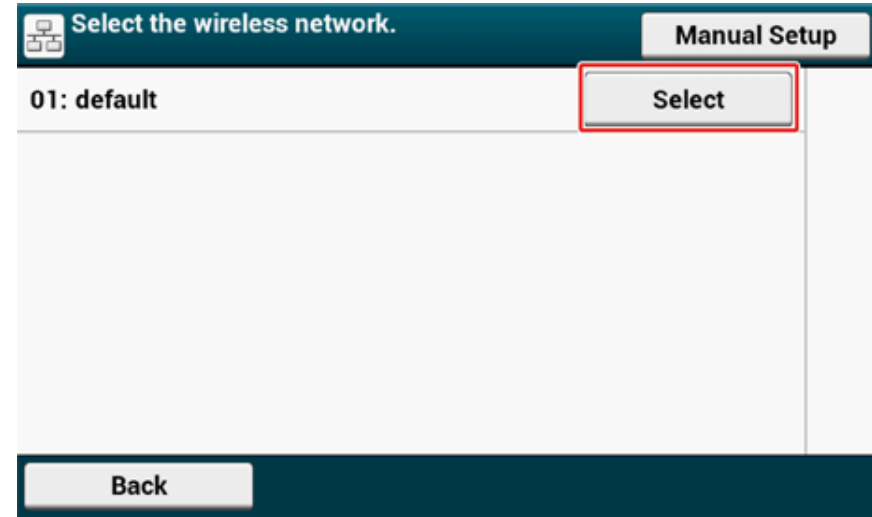 Select the wireless network.
Manual Setup
01: default
Select
Back